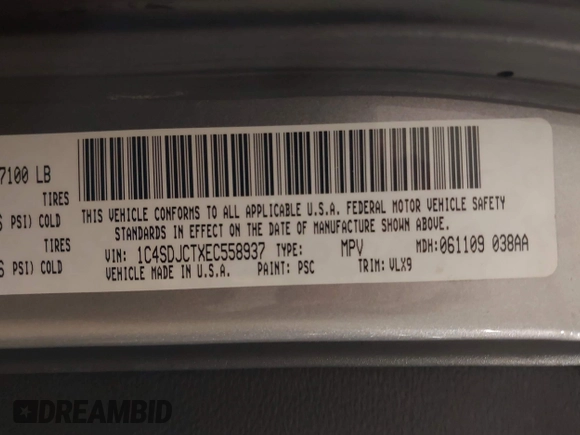 7100 LB
TIRES
PSI) COLD
TIRES
PSI) COLD
THIS VEHICLE CONFORMS TO ALL APPLICABLE U.S.A. FEDERAL MOTOR VEHICLE SAFETY
STANDARDS IN EFFECT ON THE DATE OF MANUFACTURE SHOWN ABOVE.
VIN: 1C4SDJCTXEC558937 TYPE: MPV MDH: 061109 038AA
VEHICLE MADE IN U.S.A. PAINT: PSC TRIM: VLX9
DREAMBID